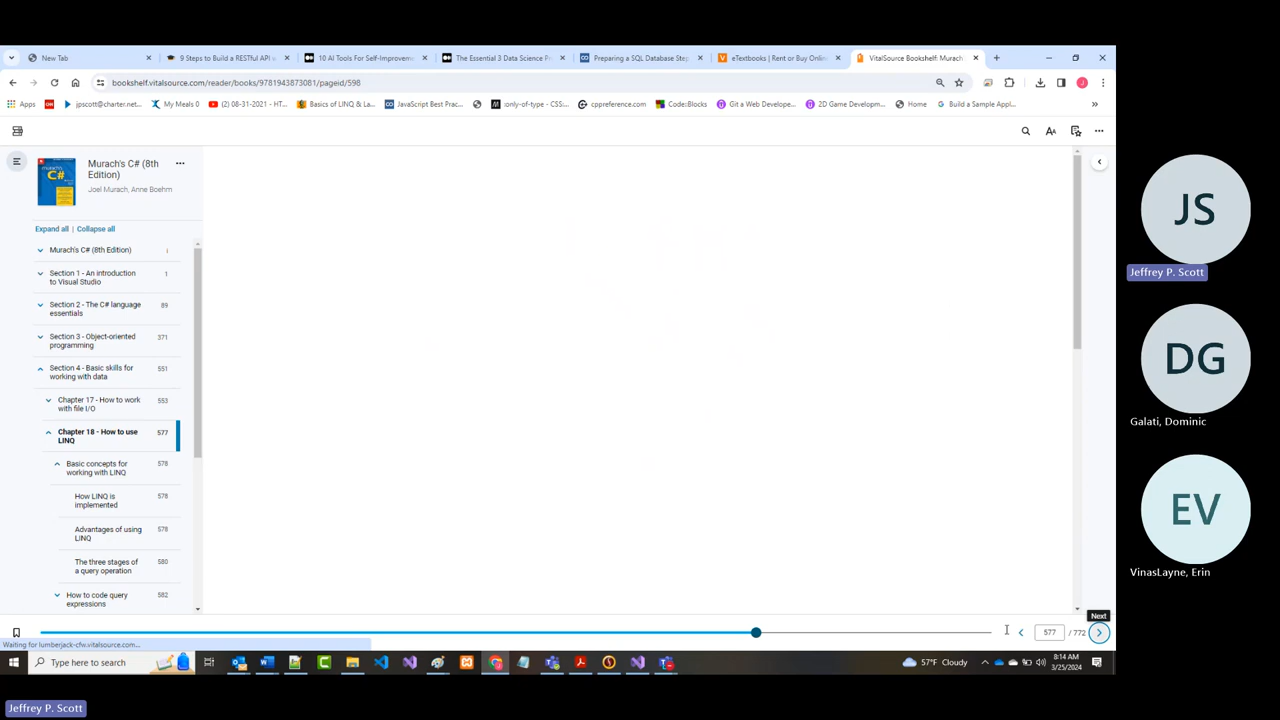 New Tab
9 Steps to Build a RESTful API
10 AI Tools For Self-Improveme
The Essential 3 Data Science Pr
Preparing a SQL Database Step
eTextbooks | Rent or Buy Onlin
VitalSource Bookshelf: Murach
bookshelf.vitalsource.com/reader/books/9781943873081/pageid/598
Apps
jpscott@charter.net...
My Meals 0
(2) (08-31-2021) - HT...
Basics of LINQ & La...
JavaScript Best Prac...
:only-of-type - CSS:...
cppreference.com
Code::Blocks
Git a Web Develope...
2D Game Developm...
Home
Build a Sample Appl...
Murach's C# (8th
Edition)
Joel Murach, Anne Boehm
Expand all | Collapse all
Murach's C# (8th Edition) i
Section 1 - An introduction 1
to Visual Studio
Section 2 - The C# language 89
essentials
Section 3 - Object-oriented 371
programming
Section 4 - Basic skills for 551
working with data
Chapter 17 - How to work 553
with file I/O
Chapter 18 - How to use 577
LINQ
Basic concepts for 578
working with LINQ
How LINQ is 578
implemented
Advantages of using 578
LINQ
The three stages of 580
a query operation
How to code query 582
expressions
Next
577 / 772
Waiting for lumberjack-cfw.vitalsource.com...
Type here to search
57°F Cloudy
8:14 AM
3/25/2024
JS
Jeffrey P. Scott
DG
Galati, Dominic
EV
VinasLayne, Erin
Jeffrey P. Scott